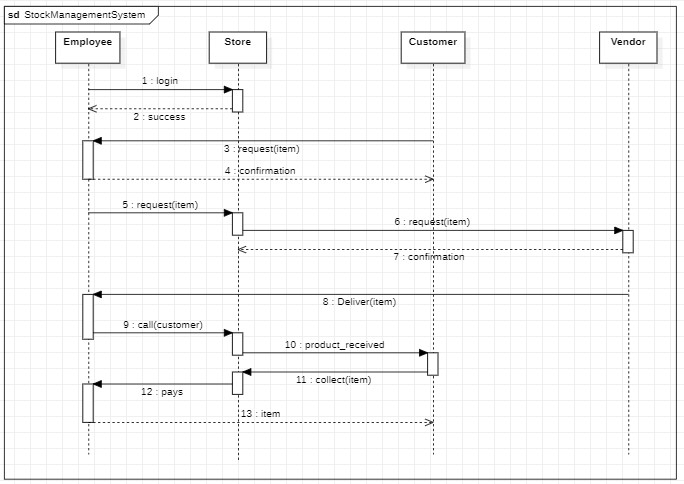 sd StockManagementSystem
Employee Store Customer Vendor
1 : login
2 : success
3 : request(item)
4 : confirmation
5 : request(item)
6 : request(item)
7 : confirmation
8 : Deliver(item)
9 : call(customer)
10 : product_received
11 : collect(item)
12 : pays
13 : item